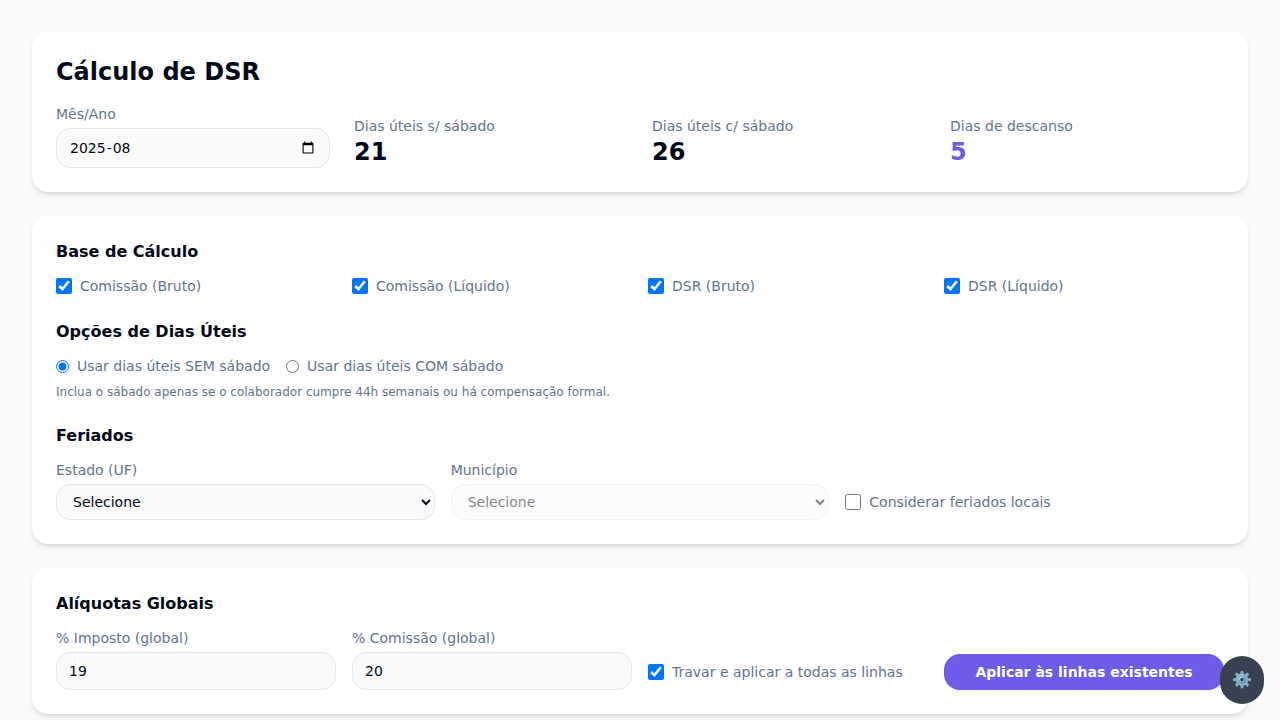 Cálculo de DSR
Mês/Ano
2025-08
Dias úteis s/ sábado
21
Dias úteis c/ sábado
26
Dias de descanso
5
Base de Cálculo
Comissão (Bruto)
Comissão (Líquido)
DSR (Bruto)
DSR (Líquido)
Opções de Dias Úteis
Usar dias úteis SEM sábado
Usar dias úteis COM sábado
Inclua o sábado apenas se o colaborador cumpre 44h semanais ou há compensação formal.
Feriados
Estado (UF)
Selecione
Município
Selecione
Considerar feriados locais
Alíquotas Globais
% Imposto (global)
19
% Comissão (global)
20
Travar e aplicar a todas as linhas
Aplicar às linhas existentes